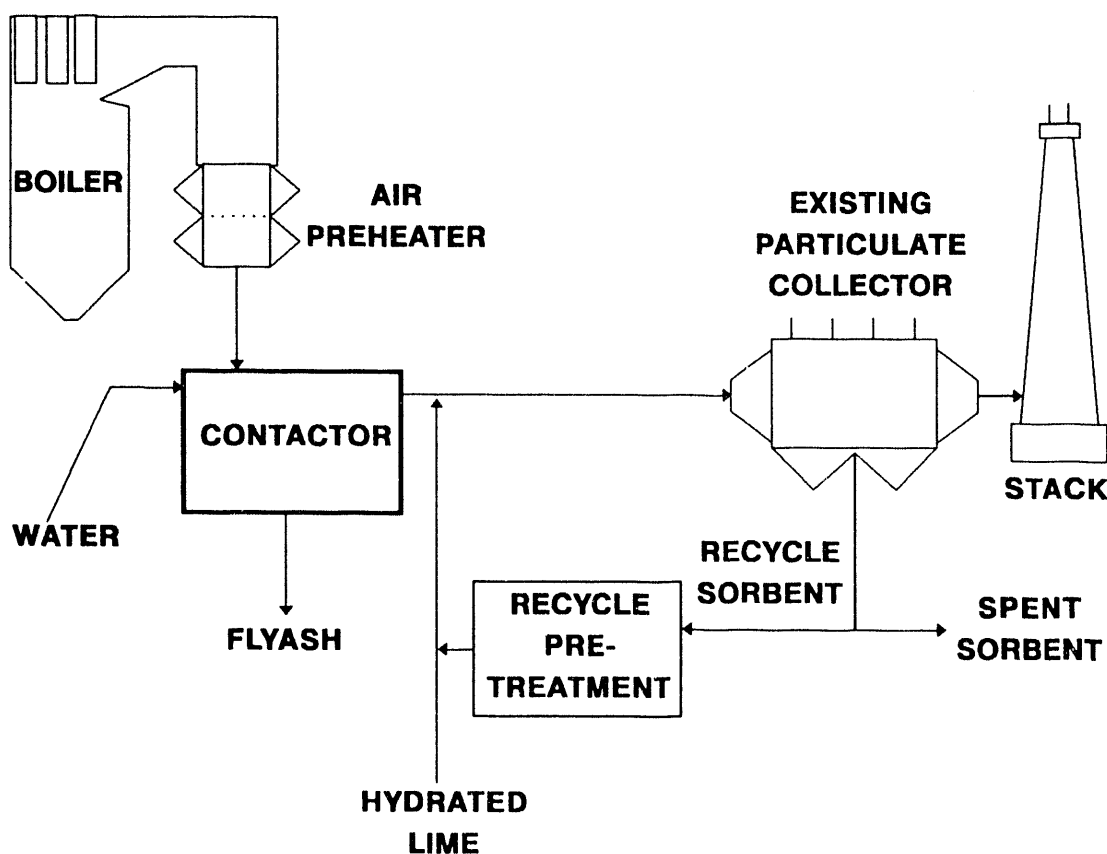 BOILER
AIR
PREHEATER
EXISTING
PARTICULATE
COLLECTOR
CONTACTOR
WATER
STACK
FLYASH
RECYCLE
SORBENT
RECYCLE
PRE-
TREATMENT
SPENT
SORBENT
HYDRATED
LIME